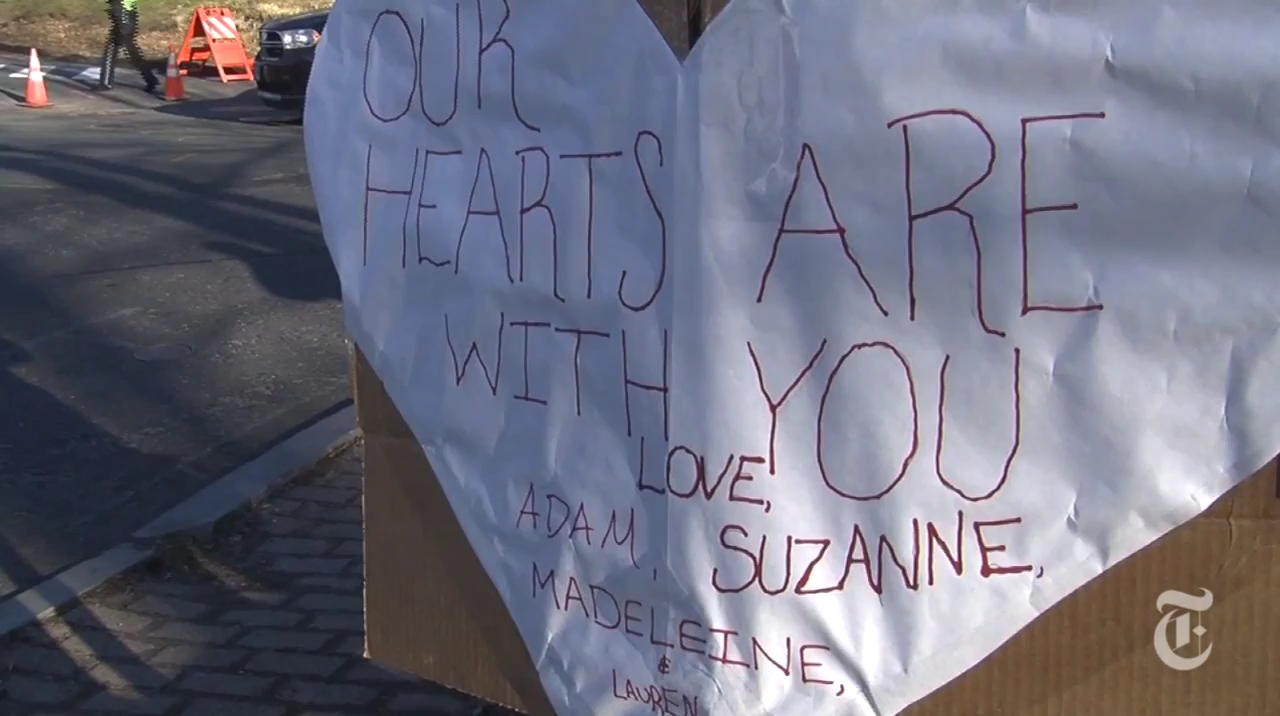 OUR
HEARTS ARE
WITH YOU
LOVE,
ADAM, SUZANNE,
MADELEINE,
&
LAUREN
T